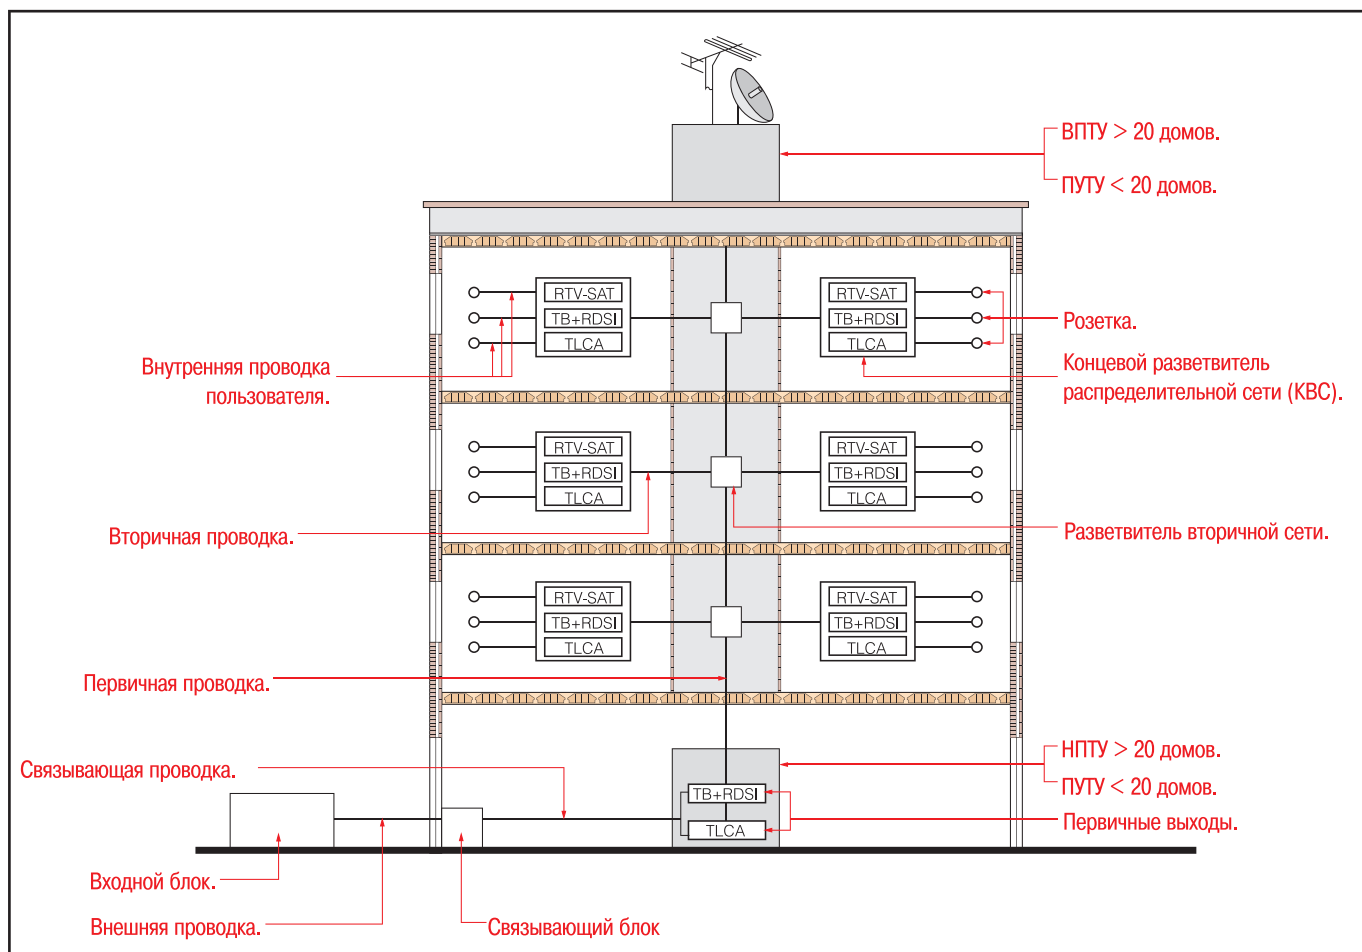 ВПТУ > 20 домов.
ПУТУ < 20 домов.
RTV-SAT
RTV-SAT
TB+RDSI
TB+RDSI
Розетка.
TLCA
TLCA
Внутренняя проводка
пользователя.
Концевой разветвитель
распределительной сети (КВС).
RTV-SAT
RTV-SAT
TB+RDSI
TB+RDSI
TLCA
TLCA
Вторичная проводка.
Разветвитель вторичной сети.
RTV-SAT
RTV-SAT
TB+RDSI
TB+RDSI
TLCA
TLCA
Первичная проводка.
НПТУ > 20 домов.
Связывающая проводка.
ПУТУ < 20 домов.
TB+RDSI
Первичные выходы.
TLCA
Входной блок.
Внешняя проводка.
Связывающий блок